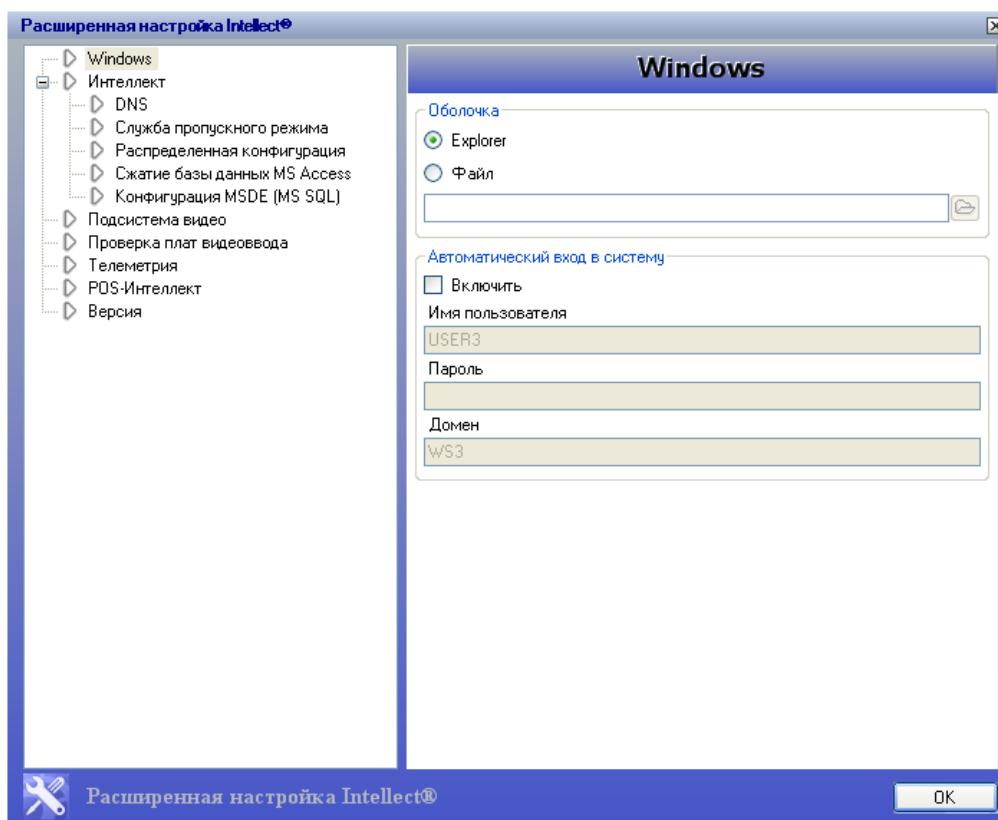 Расширенная настройка Intellect®
Windows
Интеллект
DNS
Служба пропускного режима
Распределенная конфигурация
Сжатие базы данных MS Access
Конфигурация MSDE (MS SQL)
Подсистема видео
Проверка плат видеоввода
Телеметрия
POS-Интеллект
Версия
Windows
Оболочка
Explorer
Файл
Автоматический вход в систему
Включить
Имя пользователя
USER3
Пароль
Домен
WS3
Расширенная настройка Intellect®
OK